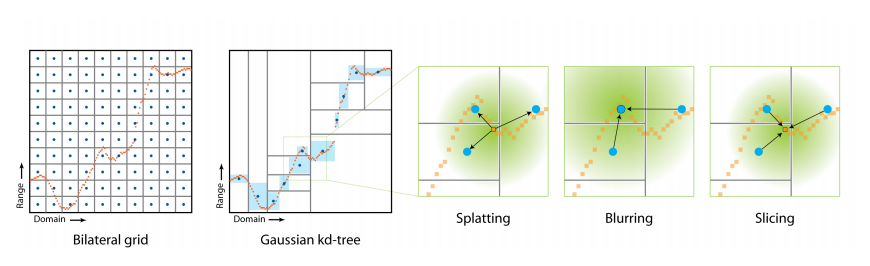 Range
Domain
Bilateral grid
Range
Domain
Gaussian kd-tree
Splatting
Blurring
Slicing